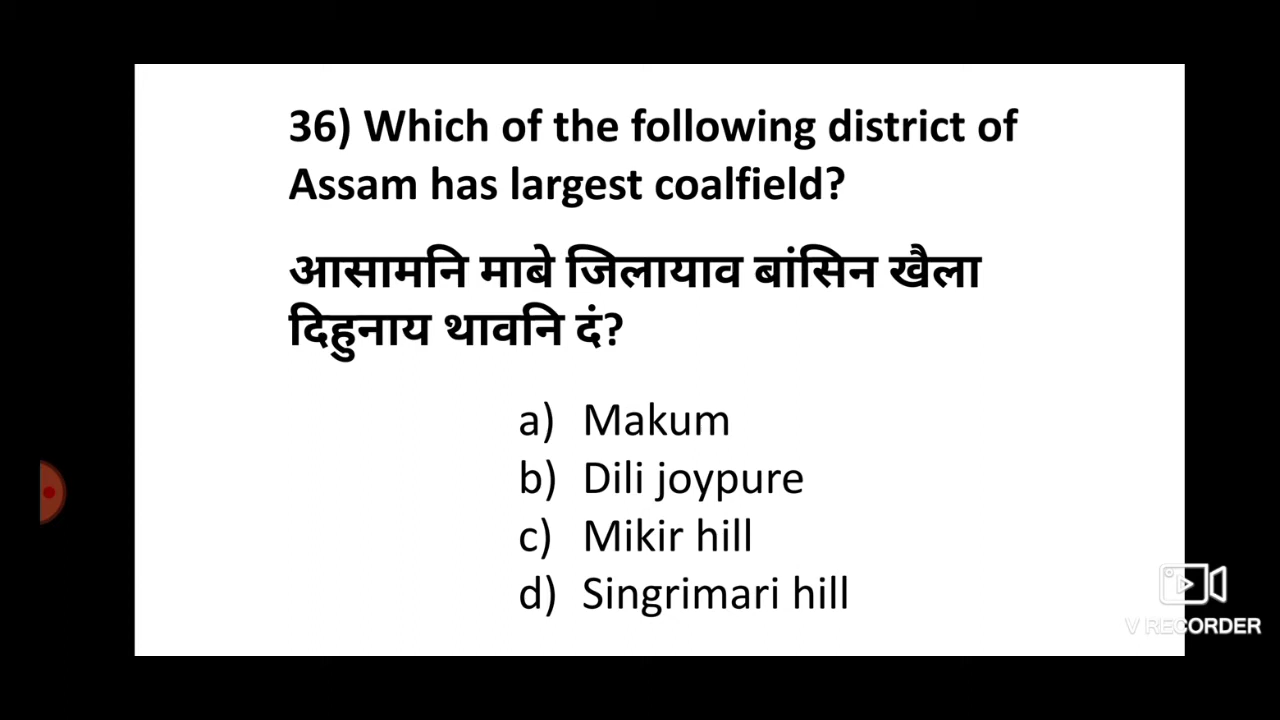 36) Which of the following district of
Assam has largest coalfield?
आसामनि माबे जिलायाव बांसिन खैला
दिहुनाय थावनि दं?
a) Makum
b) Dili joypure
c) Mikir hill
d) Singrimari hill
V RECORDER